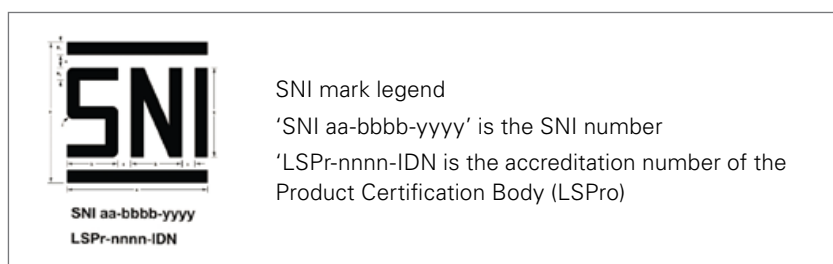 SNI
SNI aa-bbbb-yyyy
LSPr-nnnn-IDN
SNI mark legend
‘SNI aa-bbbb-yyyy’ is the SNI number
‘LSPr-nnnn-IDN is the accreditation number of the
Product Certification Body (LSPro)